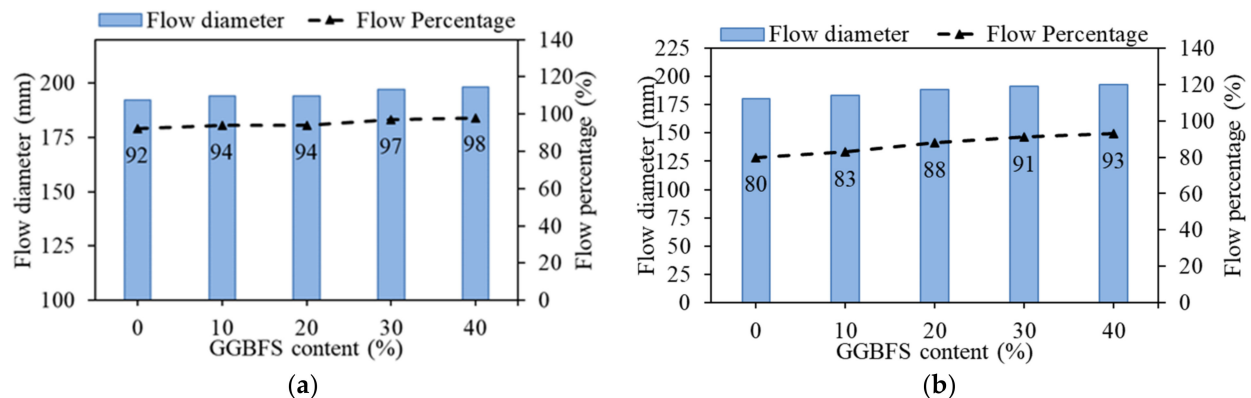 Flow diameter Flow Percentage
Flow diameter (mm)
200
175
150
125
100
92 94 94 97 98
140
120
100
80
60
40
20
0
Flow percentage (%)
0 10 20 30 40
GGBFS content (%)
(a)
Flow diameter Flow Percentage
Flow diameter (mm)
225
200
175
150
125
100
75
50
25
0
80 83 88 91 93
140
120
100
80
60
40
20
0
Flow percentage (%)
0 10 20 30 40
GGBFS content (%)
(b)